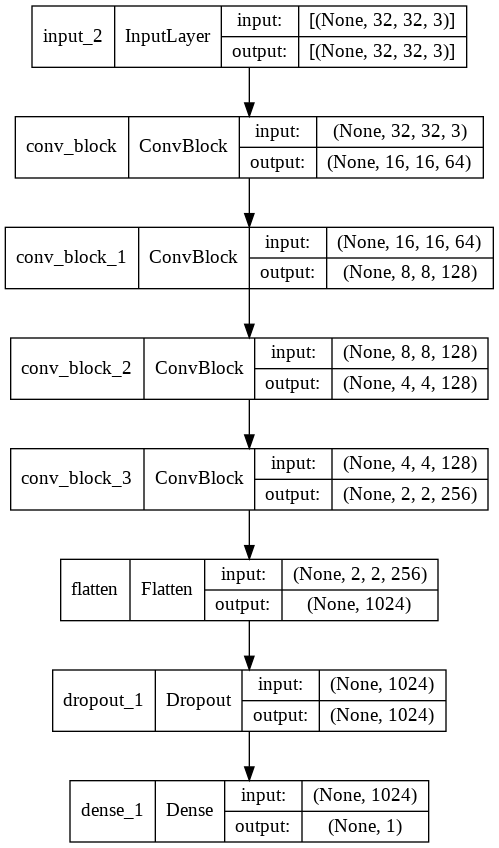 input_2 InputLayer input: [(None, 32, 32, 3)]
output: [(None, 32, 32, 3)]
conv_block ConvBlock input: (None, 32, 32, 3)
output: (None, 16, 16, 64)
conv_block_1 ConvBlock input: (None, 16, 16, 64)
output: (None, 8, 8, 128)
conv_block_2 ConvBlock input: (None, 8, 8, 128)
output: (None, 4, 4, 128)
conv_block_3 ConvBlock input: (None, 4, 4, 128)
output: (None, 2, 2, 256)
flatten Flatten input: (None, 2, 2, 256)
output: (None, 1024)
dropout_1 Dropout input: (None, 1024)
output: (None, 1024)
dense_1 Dense input: (None, 1024)
output: (None, 1)